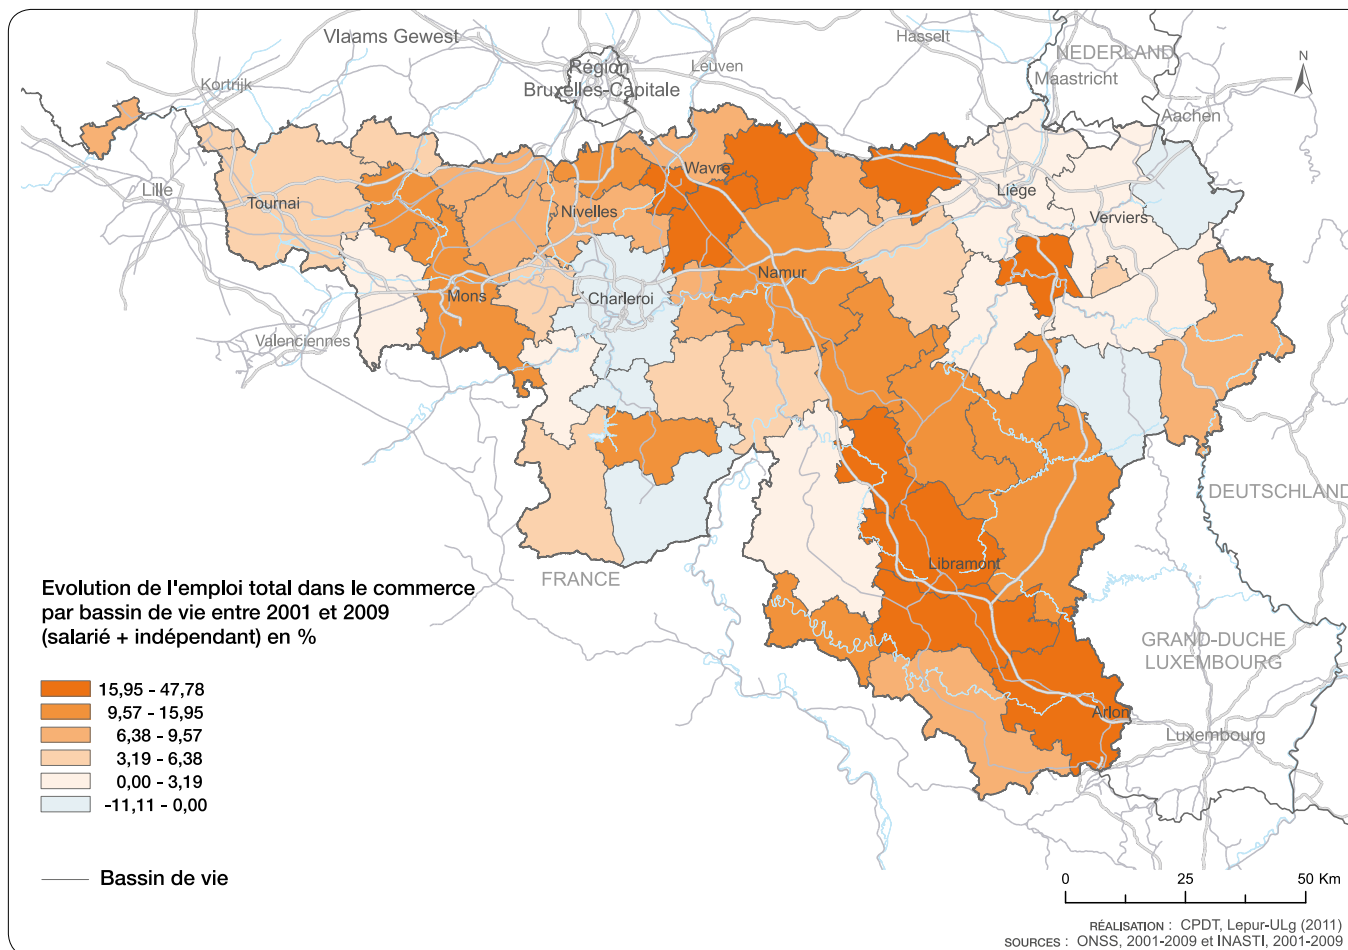 Vlaams Gewest
Hasselt
NEDERLAND
Région
Bruxelles-Capitale
Leuven
Maastricht
N
Kortrijk
Aachen
Lille
Wavre
Tournai
Nivelles
Liège
Verviers
Namur
Mons
Charleroi
Valenciennes
DEUTSCHLAND
Libramont
FRANCE
GRAND-DUCHE
LUXEMBOURG
Arlon
Luxembourg
Evolution de l'emploi total dans le commerce
par bassin de vie entre 2001 et 2009
(salarié + indépendant) en %
15,95 - 47,78
9,57 - 15,95
6,38 - 9,57
3,19 - 6,38
0,00 - 3,19
-11,11 - 0,00
Bassin de vie
0 25 50 Km
RÉALISATION : CPDT, Lepur-ULg (2011)
SOURCES : ONSS, 2001-2009 et INASTI, 2001-2009